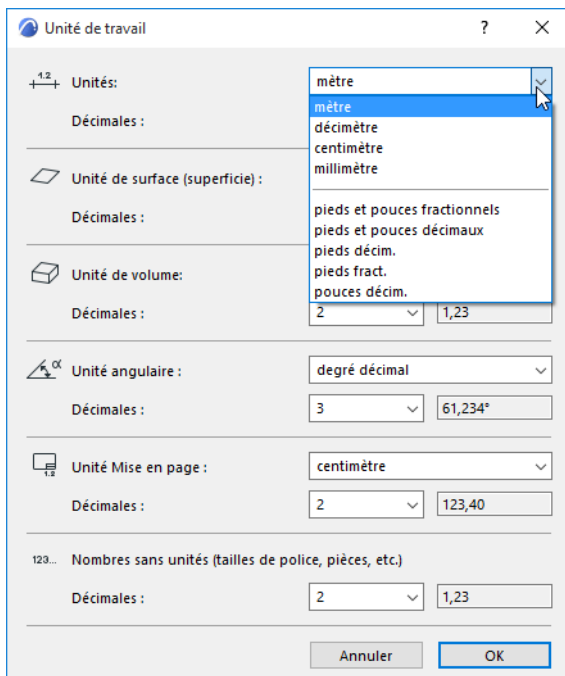 Unité de travail ?
1.2 Unités: mètre
mètre
Décimales : décimètre
centimètre
millimètre
Unité de surface (superficie) :
pieds et pouces fractionnels
Décimales : pieds et pouces décimaux
pieds décim.
Unité de volume: pieds fract.
pouces décim.
Décimales : 2 1,23
α Unité angulaire : degré décimal
Décimales : 3 61,234°
1.2 Unité Mise en page : centimètre
Décimales : 2 123,40
123... Nombres sans unités (tailles de police, pièces, etc.)
Décimales : 2 1,23
Annuler OK